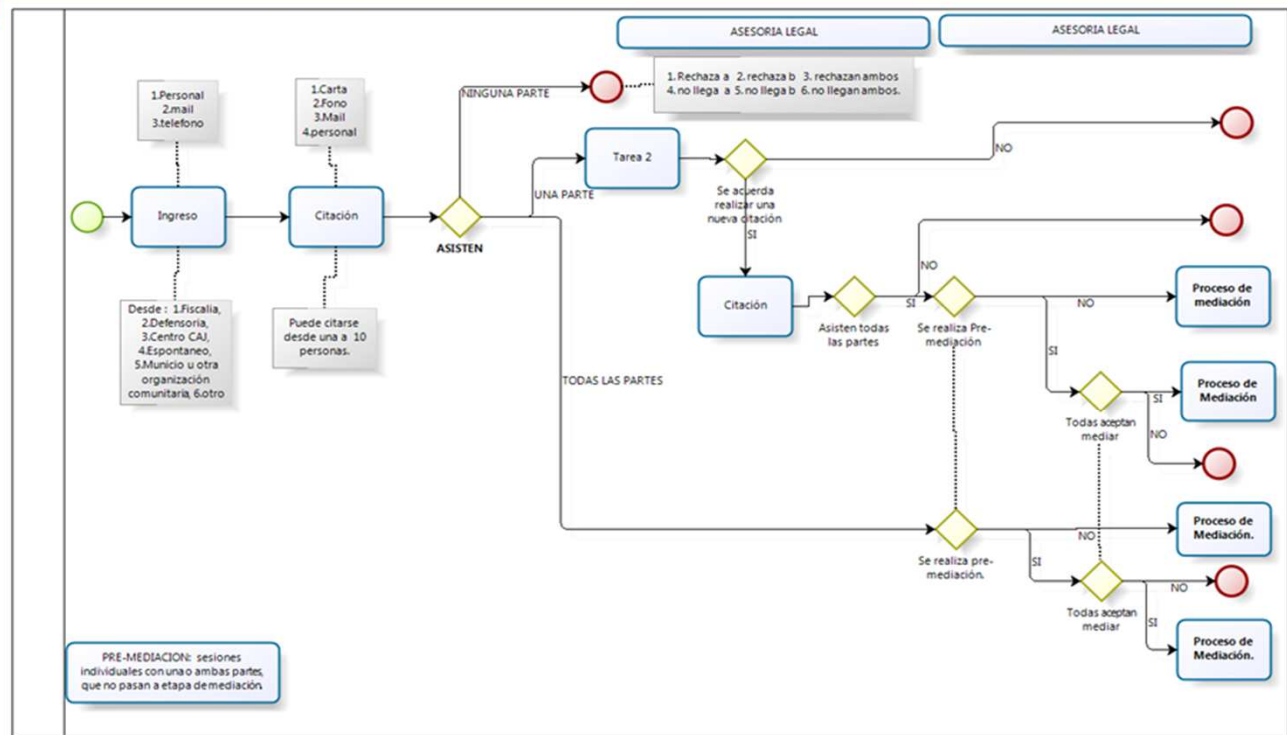 ASESORIA LEGAL
ASESORIA LEGAL
1.Personal
2.mail
3.telefono
1.Carta
2.Fono
3.Mail
4.personal
NINGUNA PARTE
1. Rechaza a 2. rechaza b 3. rechazan ambos
4. no llega a 5. no llega b 6. no llegan ambos.
Ingreso
Citación
ASISTEN
UNA PARTE
Tarea 2
Se acuerda
realizar una
nueva citación
NO
SI
Desde : 1.Fiscalia,
2.Defensoria,
3.Centro CAJ,
4.Espontaneo,
5.Municio u otra
organización
comunitaria, 6.otro
Puede citarse
desde una a 10
personas.
Citación
Asisten todas
las partes
NO
SI
Se realiza Pre-
mediación
NO
Proceso de
mediación
SI
Todas aceptan
mediar
SI
Proceso de
Mediación
NO
TODAS LAS PARTES
Se realiza pre-
mediación.
NO
Proceso de
Mediación.
SI
Todas aceptan
mediar
NO
SI
Proceso de
Mediación.
PRE-MEDIACION: sesiones
individuales con una o ambas partes,
que no pasan a etapa de mediación.